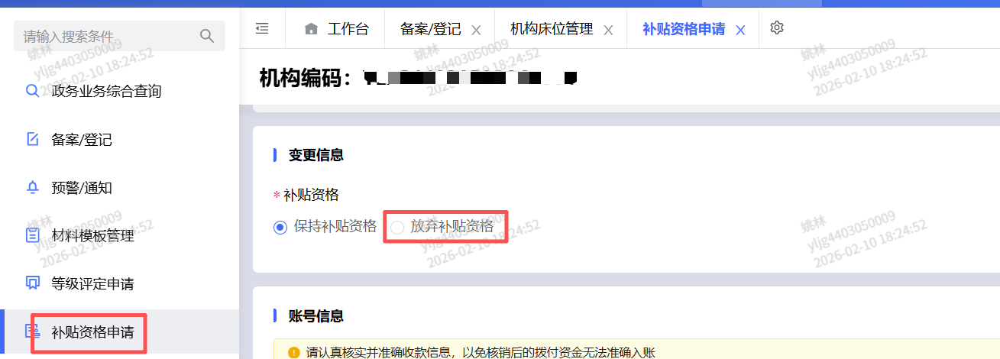 请输入搜索条件
工作台
备案/登记
机构床位管理
补贴资格申请
机构编码：
政务业务综合查询
备案/登记
预警/通知
材料模板管理
等级评定申请
补贴资格申请
变更信息
*补贴资格
保持补贴资格
放弃补贴资格
账号信息
请认真核实并准确收款信息，以免核销后的拨付资金无法准确入账
姚林
yljg4403050009
2026-02-10 18:24:52
姚林
yljg4403050009
2026-02-10 18:24:52
姚林
yljg4403050009
2026-02-10 18:24:52
姚林
yljg4403050009
2026-02-10 18:24:52
姚林
yljg4403050009
2026-02-10 18:24:52
姚林
yljg4403050009
2026-02-10 18:24:52